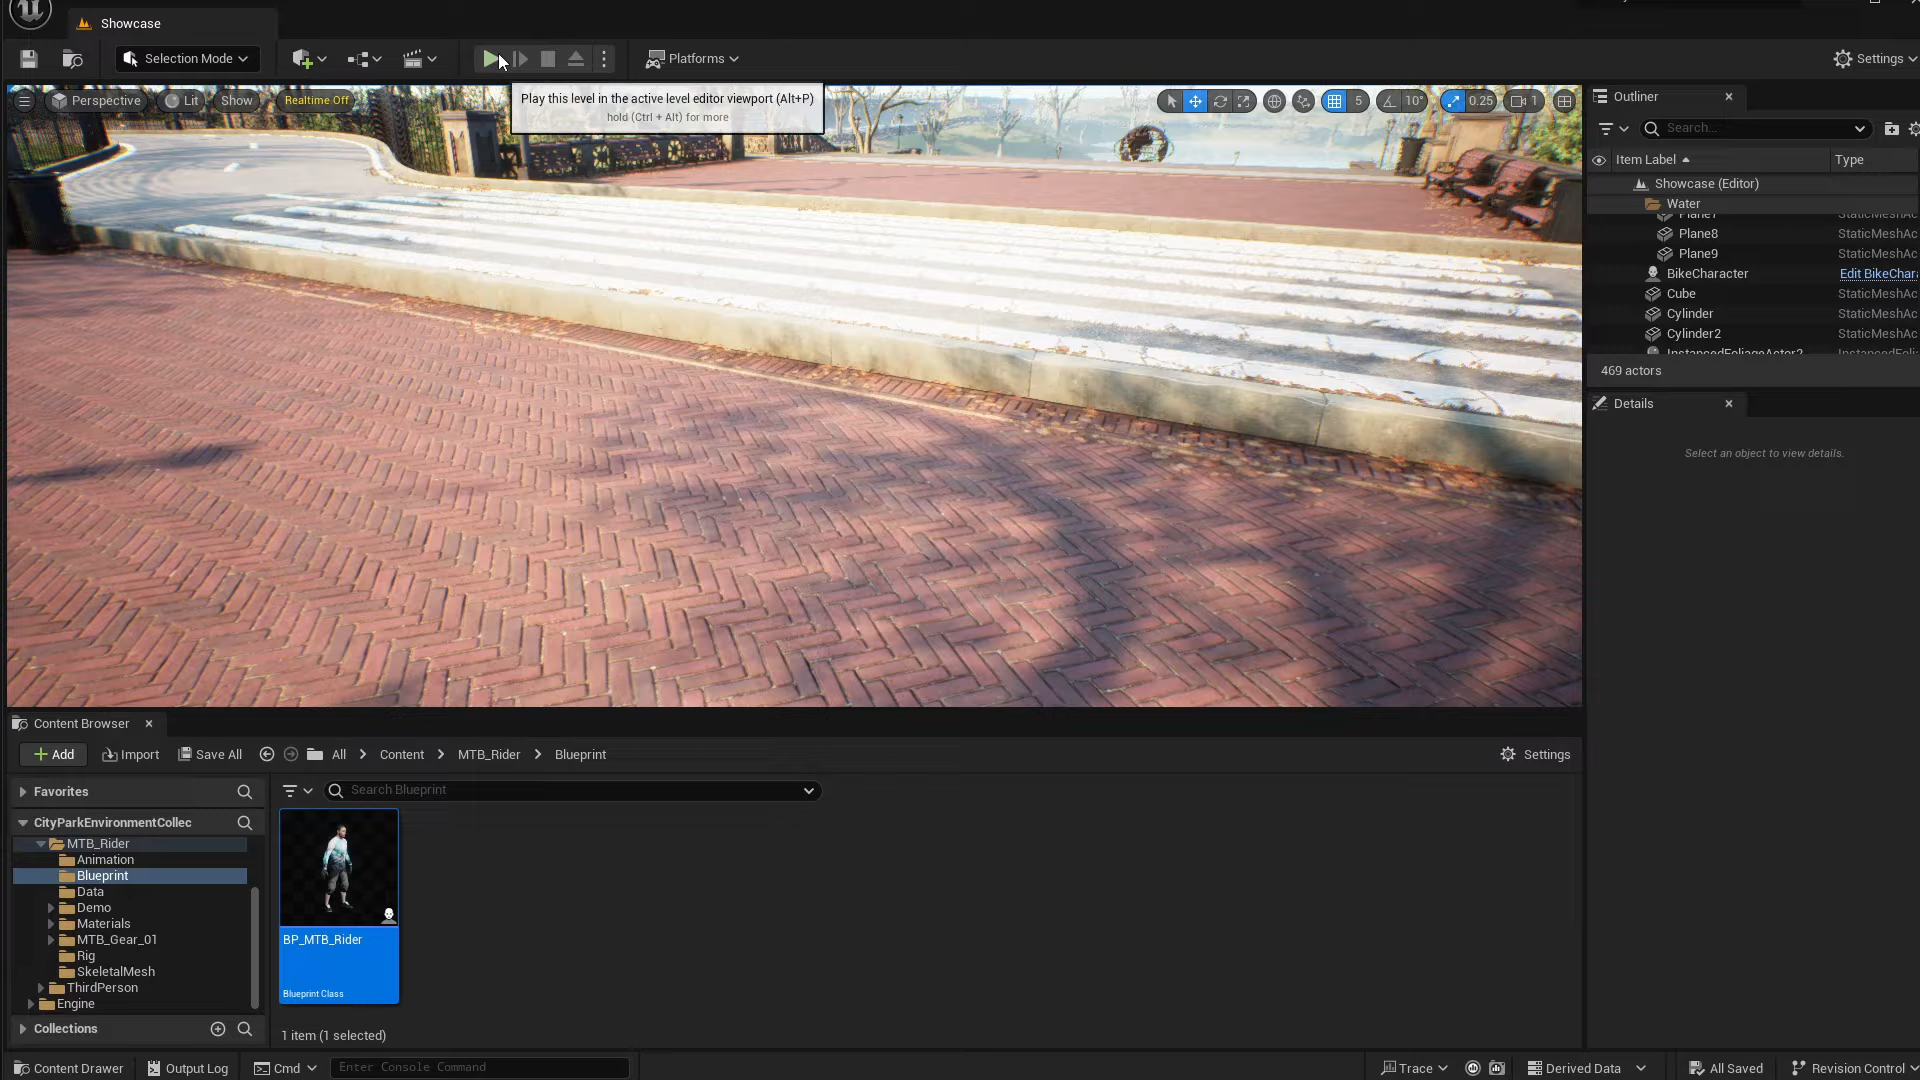 Showcase
Selection Mode
Platforms
Settings
Perspective
Lit
Show
Realtime Off
Play this level in the active level editor viewport (Alt+P)
hold (Ctrl + Alt) for more
5
10°
0.25
1
Outliner
Search...
Item Label
Type
Showcase (Editor)
Water
StaticMeshAc
Plane8
StaticMeshAc
Plane9
StaticMeshAc
BikeCharacter
Edit BikeChar
Cube
StaticMeshAc
Cylinder
StaticMeshAc
Cylinder2
StaticMeshAc
InstancedFoliageActor2
InstancedFoli
469 actors
Details
Select an object to view details.
Content Browser
Add
Import
Save All
All
Content
MTB_Rider
Blueprint
Settings
Favorites
Search Blueprint
CityParkEnvironmentCollec
MTB_Rider
Animation
Blueprint
Data
Demo
Materials
MTB_Gear_01
Rig
SkeletalMesh
ThirdPerson
Engine
Collections
BP_MTB_Rider
Blueprint Class
1 item (1 selected)
Content Drawer
Output Log
Cmd
Enter Console Command
Trace
Derived Data
All Saved
Revision Control